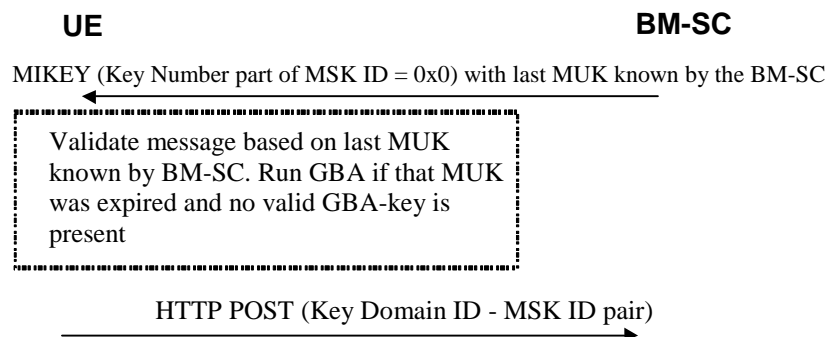 UE BM-SC
MIKEY (Key Number part of MSK ID = 0x0) with last MUK known by the BM-SC
Validate message based on last MUK
known by BM-SC. Run GBA if that MUK
was expired and no valid GBA-key is
present
HTTP POST (Key Domain ID - MSK ID pair)